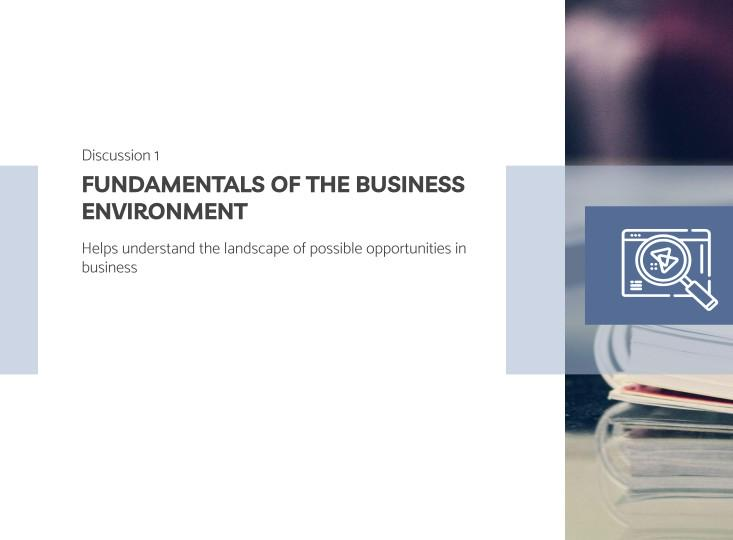 Discussion 1
FUNDAMENTALS OF THE BUSINESS
ENVIRONMENT
Helps understand the landscape of possible opportunities in
business